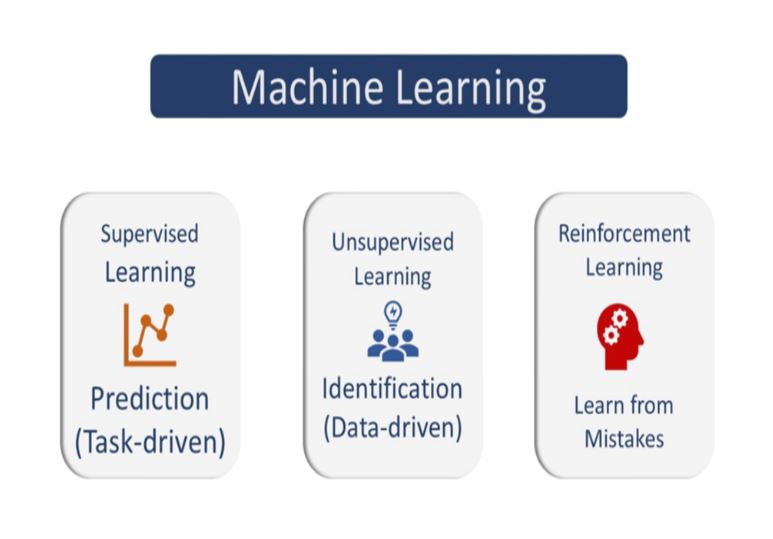 Machine Learning
Supervised
Learning
Prediction
(Task-driven)
Unsupervised
Learning
Identification
(Data-driven)
Reinforcement
Learning
Learn from
Mistakes